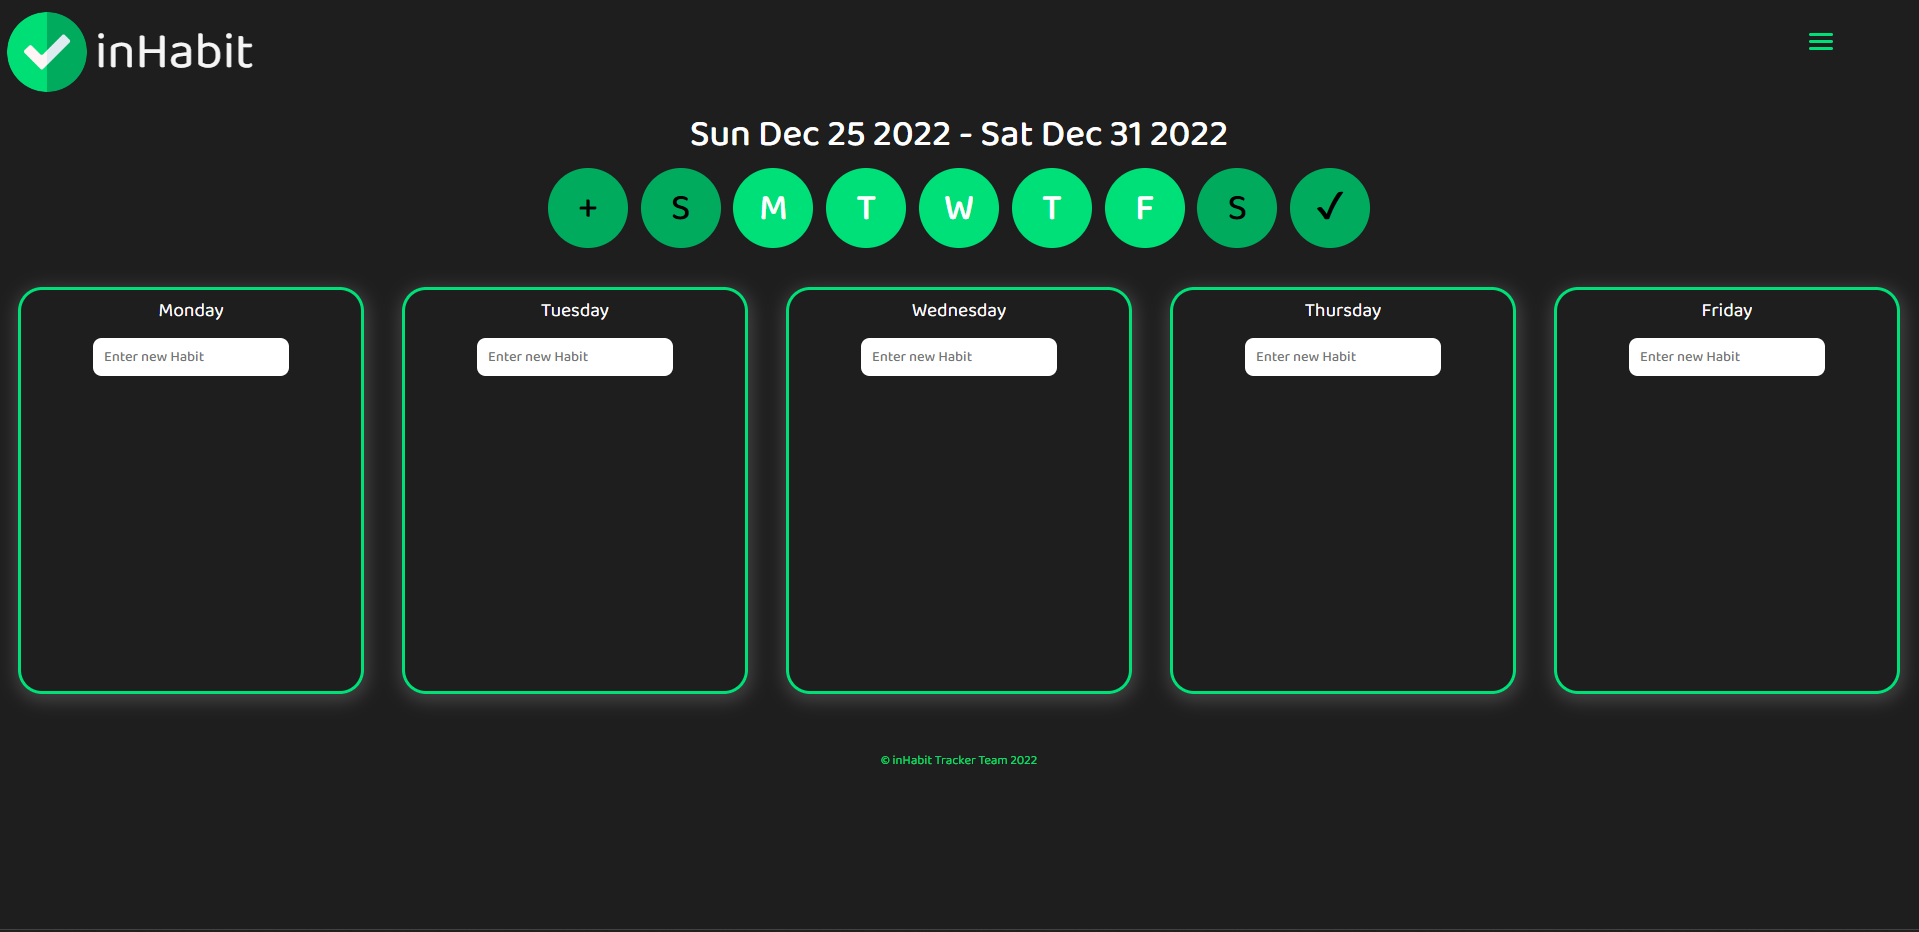 inHabit
Sun Dec 25 2022 - Sat Dec 31 2022
+ S M T W T F S ✓
Monday Tuesday Wednesday Thursday Friday
Enter new Habit Enter new Habit Enter new Habit Enter new Habit Enter new Habit
© inHabit Tracker Team 2022